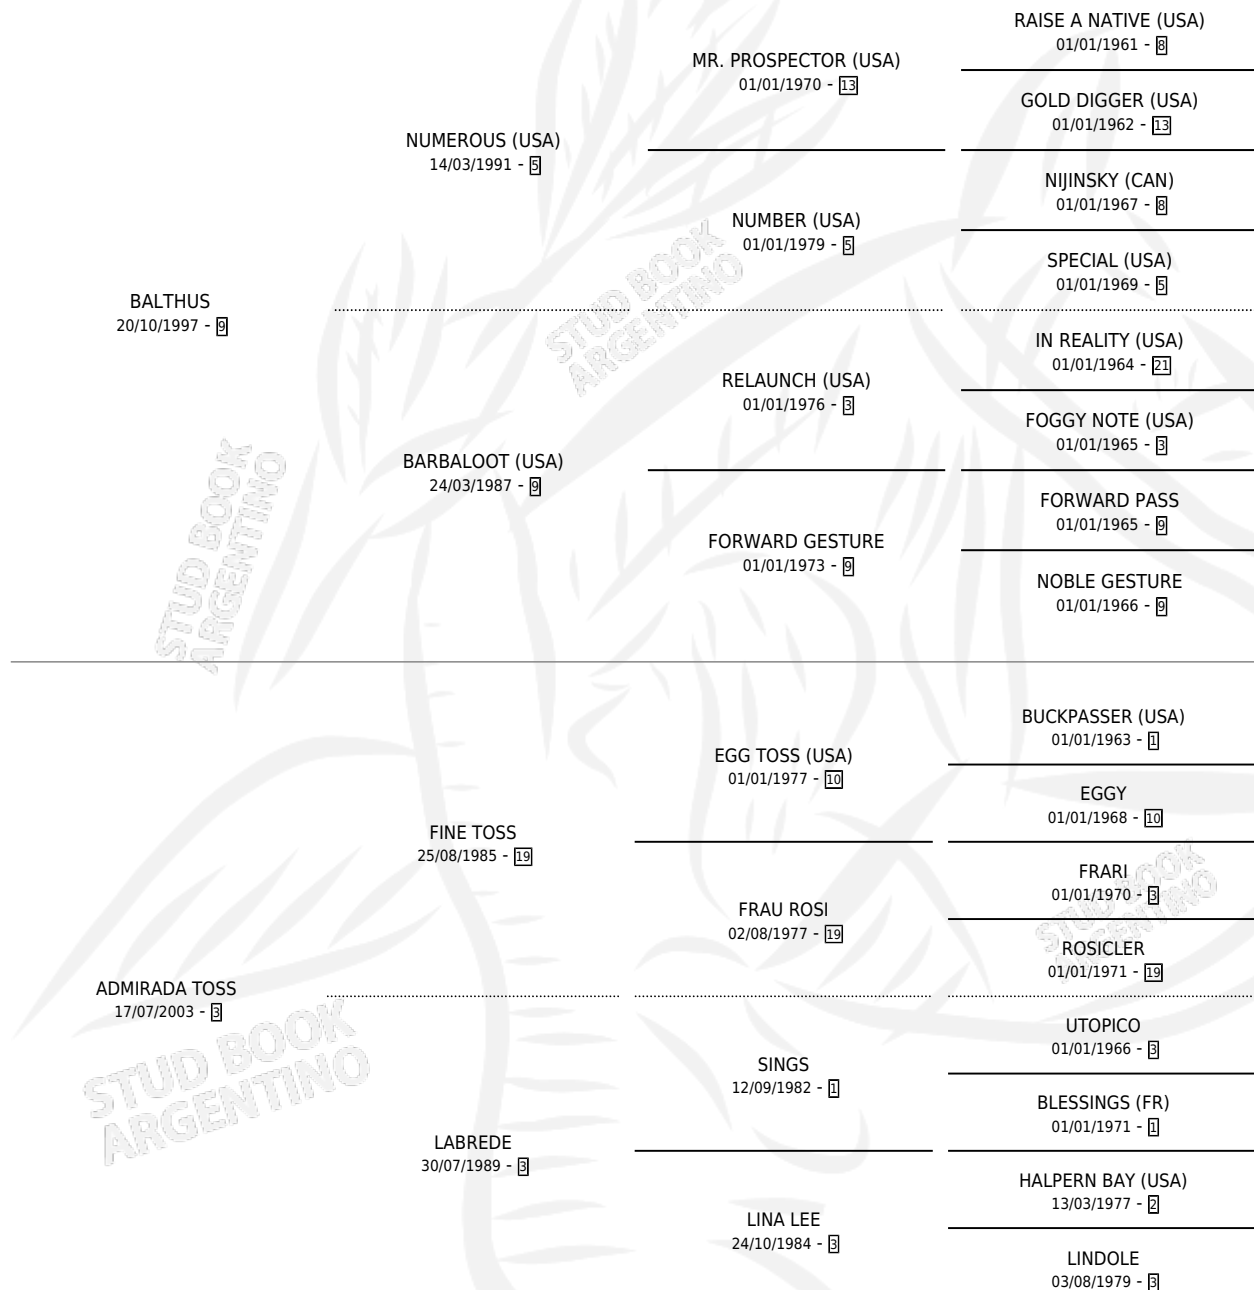 BALTHUS
20/10/1997 - 9
NUMEROUS (USA)
14/03/1991 - 5
MR. PROSPECTOR (USA)
01/01/1970 - 13
RAISE A NATIVE (USA)
01/01/1961 - 8
GOLD DIGGER (USA)
01/01/1962 - 13
NUMBER (USA)
01/01/1979 - 5
NIJINSKY (CAN)
01/01/1967 - 8
SPECIAL (USA)
01/01/1969 - 5
BARBALOOT (USA)
24/03/1987 - 9
RELAUNCH (USA)
01/01/1976 - 3
IN REALITY (USA)
01/01/1964 - 21
FOGGY NOTE (USA)
01/01/1965 - 3
FORWARD GESTURE
01/01/1973 - 9
FORWARD PASS
01/01/1965 - 9
NOBLE GESTURE
01/01/1966 - 9
ADMIRADA TOSS
17/07/2003 - 3
FINE TOSS
25/08/1985 - 19
EGG TOSS (USA)
01/01/1977 - 10
BUCKPASSER (USA)
01/01/1963 - 1
EGGY
01/01/1968 - 10
FRAU ROSI
02/08/1977 - 19
FRARI
01/01/1970 - 3
ROSICLER
01/01/1971 - 19
LABREDE
30/07/1989 - 3
SINGS
12/09/1982 - 1
UTOPICO
01/01/1966 - 3
BLESSINGS (FR)
01/01/1971 - 1
LINA LEE
24/10/1984 - 3
HALPERN BAY (USA)
13/03/1977 - 2
LINDOLE
03/08/1979 - 3
STUD BOOK
ARGENTINO
STUD BOOK
ARGENTINO
STUD BOOK
ARGENTINO
STUD BOOK
ARGENTINO